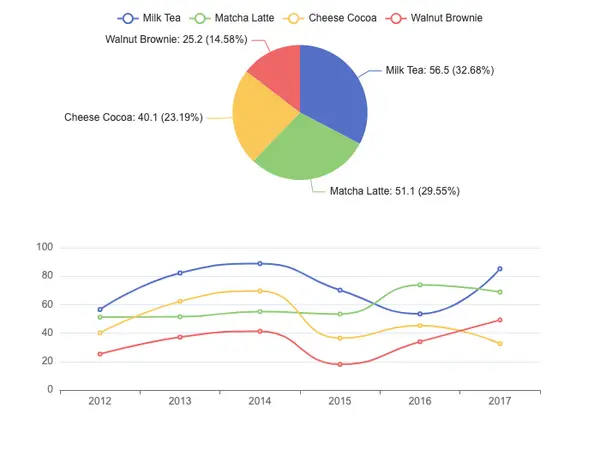 Milk Tea Matcha Latte Cheese Cocoa Walnut Brownie
Walnut Brownie: 25.2 (14.58%)
Milk Tea: 56.5 (32.68%)
Cheese Cocoa: 40.1 (23.19%)
Matcha Latte: 51.1 (29.55%)
100
80
60
40
20
0
2012 2013 2014 2015 2016 2017